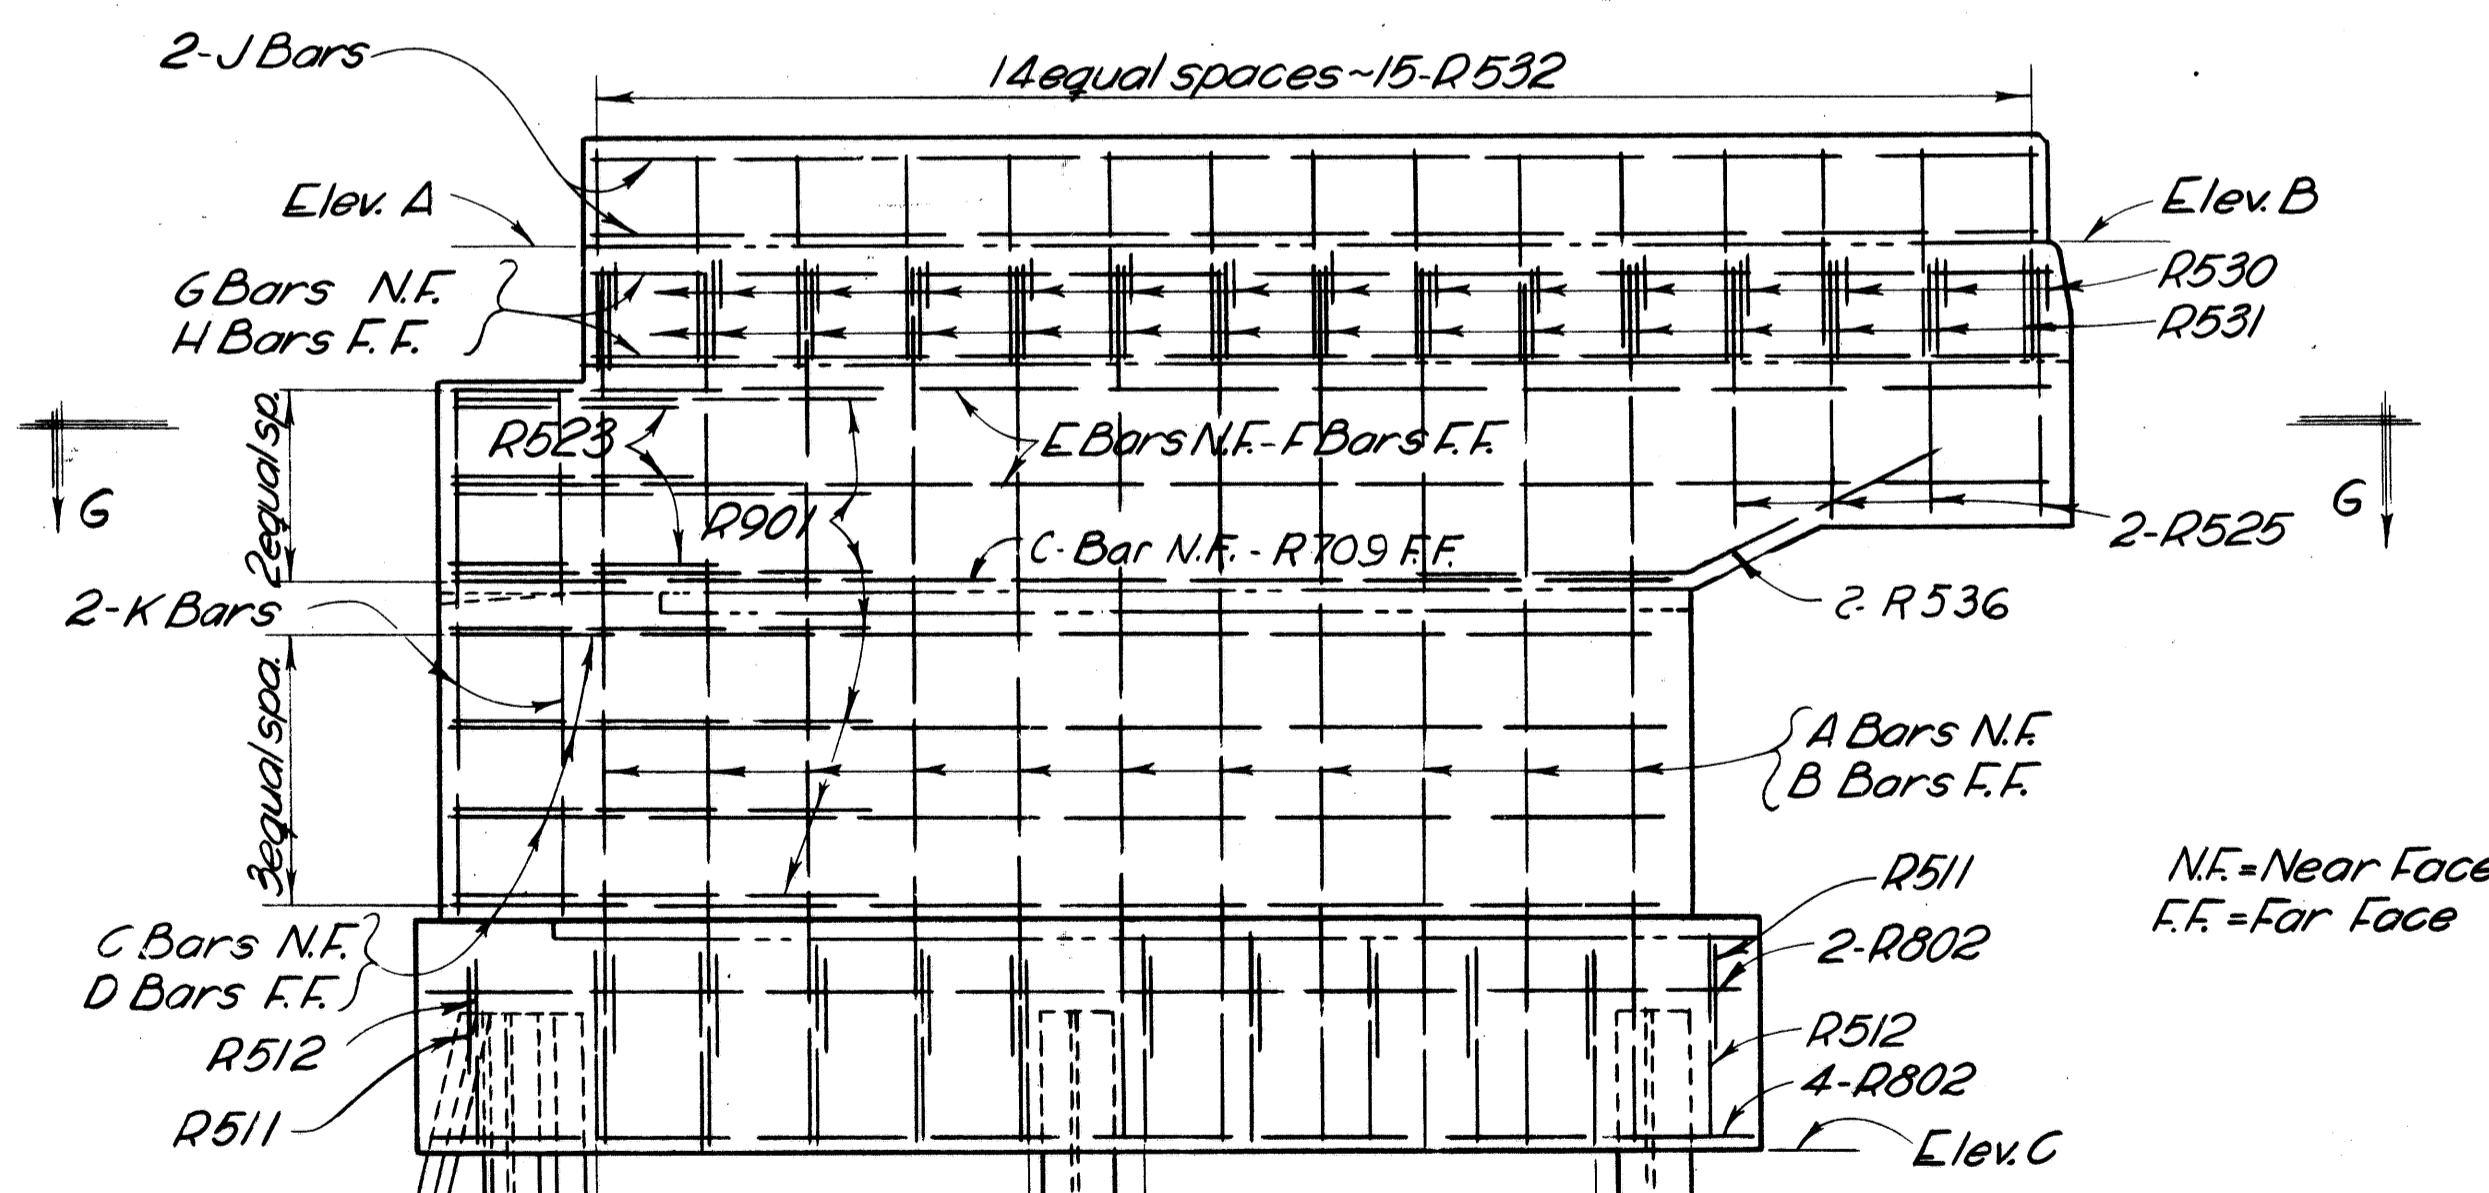 2-J Bars
14 equal spaces~15-R532
Elev. A
Elev. B
G Bars N.F.
H Bars F.F.
R530
R531
2 equal sp.
R523
E Bars N.F.-F Bars F.F.
G
G
R901
C-Bar N.F.-R709 F.F.
2-R525
2-K Bars
2-R536
3 equal spa.
A Bars N.F.
B Bars F.F.
R511
N.F.=Near Face
F.F.=Far Face
C Bars N.F.
D Bars F.F.
2-R802
R512
R512
4-R802
R511
Elev. C